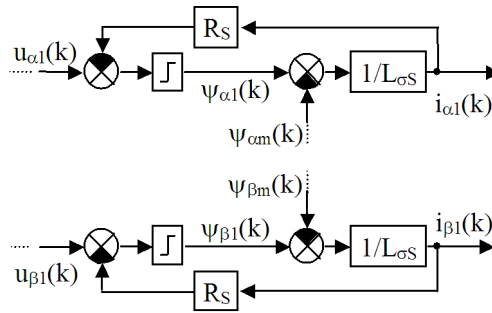 R_S
u_α1(k)
ψ_α1(k)
1/L_σS
i_α1(k)
ψ_αm(k)
ψ_βm(k)
ψ_β1(k)
1/L_σS
i_β1(k)
u_β1(k)
R_S